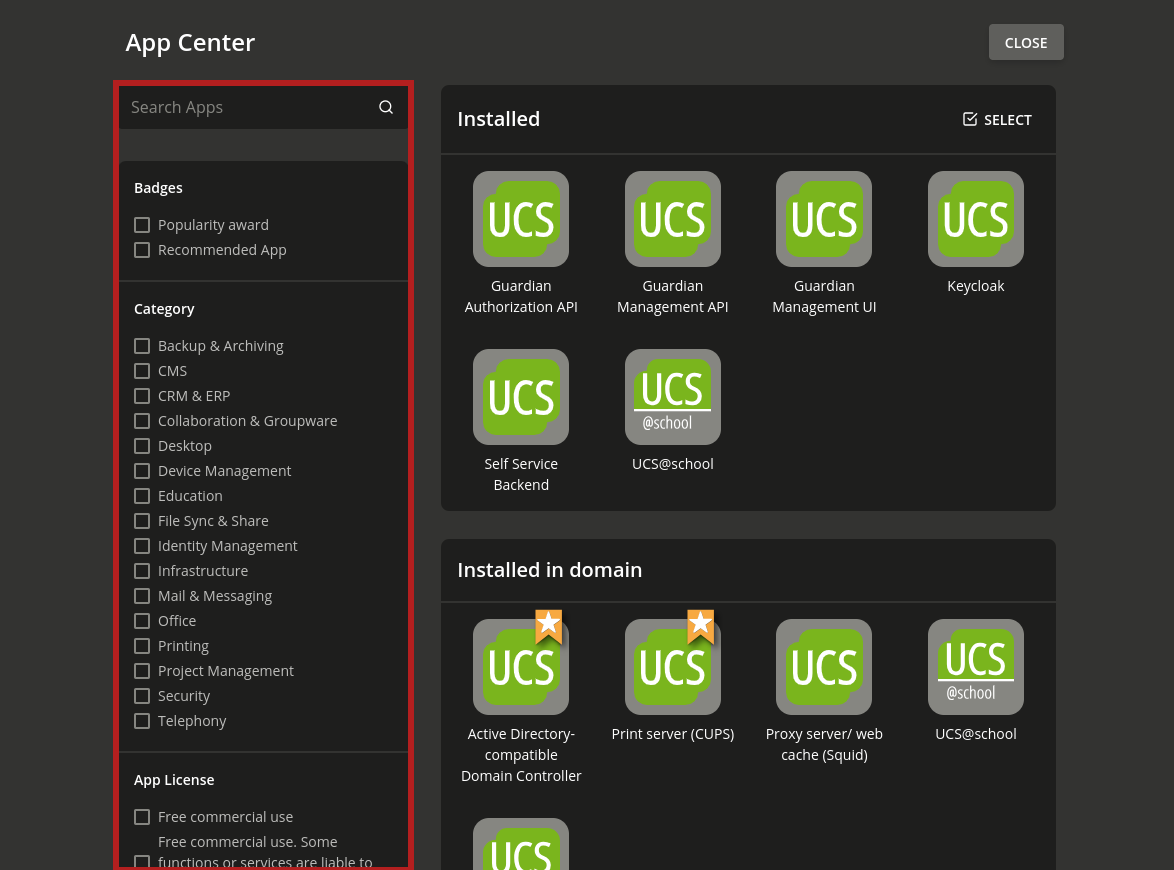 App Center
CLOSE
Search Apps
Badges
Popularity award
Recommended App
Category
Backup & Archiving
CMS
CRM & ERP
Collaboration & Groupware
Desktop
Device Management
Education
File Sync & Share
Identity Management
Infrastructure
Mail & Messaging
Office
Printing
Project Management
Security
Telephony
App License
Free commercial use
Free commercial use. Some
functions or services are liable to
Installed
SELECT
UCS
UCS
UCS
UCS
Guardian
Authorization API
Guardian
Management API
Guardian
Management UI
Keycloak
UCS
UCS
@school
Self Service
Backend
UCS@school
Installed in domain
UCS
UCS
UCS
UCS
@school
Active Directory-
compatible
Domain Controller
Print server (CUPS)
Proxy server/ web
cache (Squid)
UCS@school
UCS